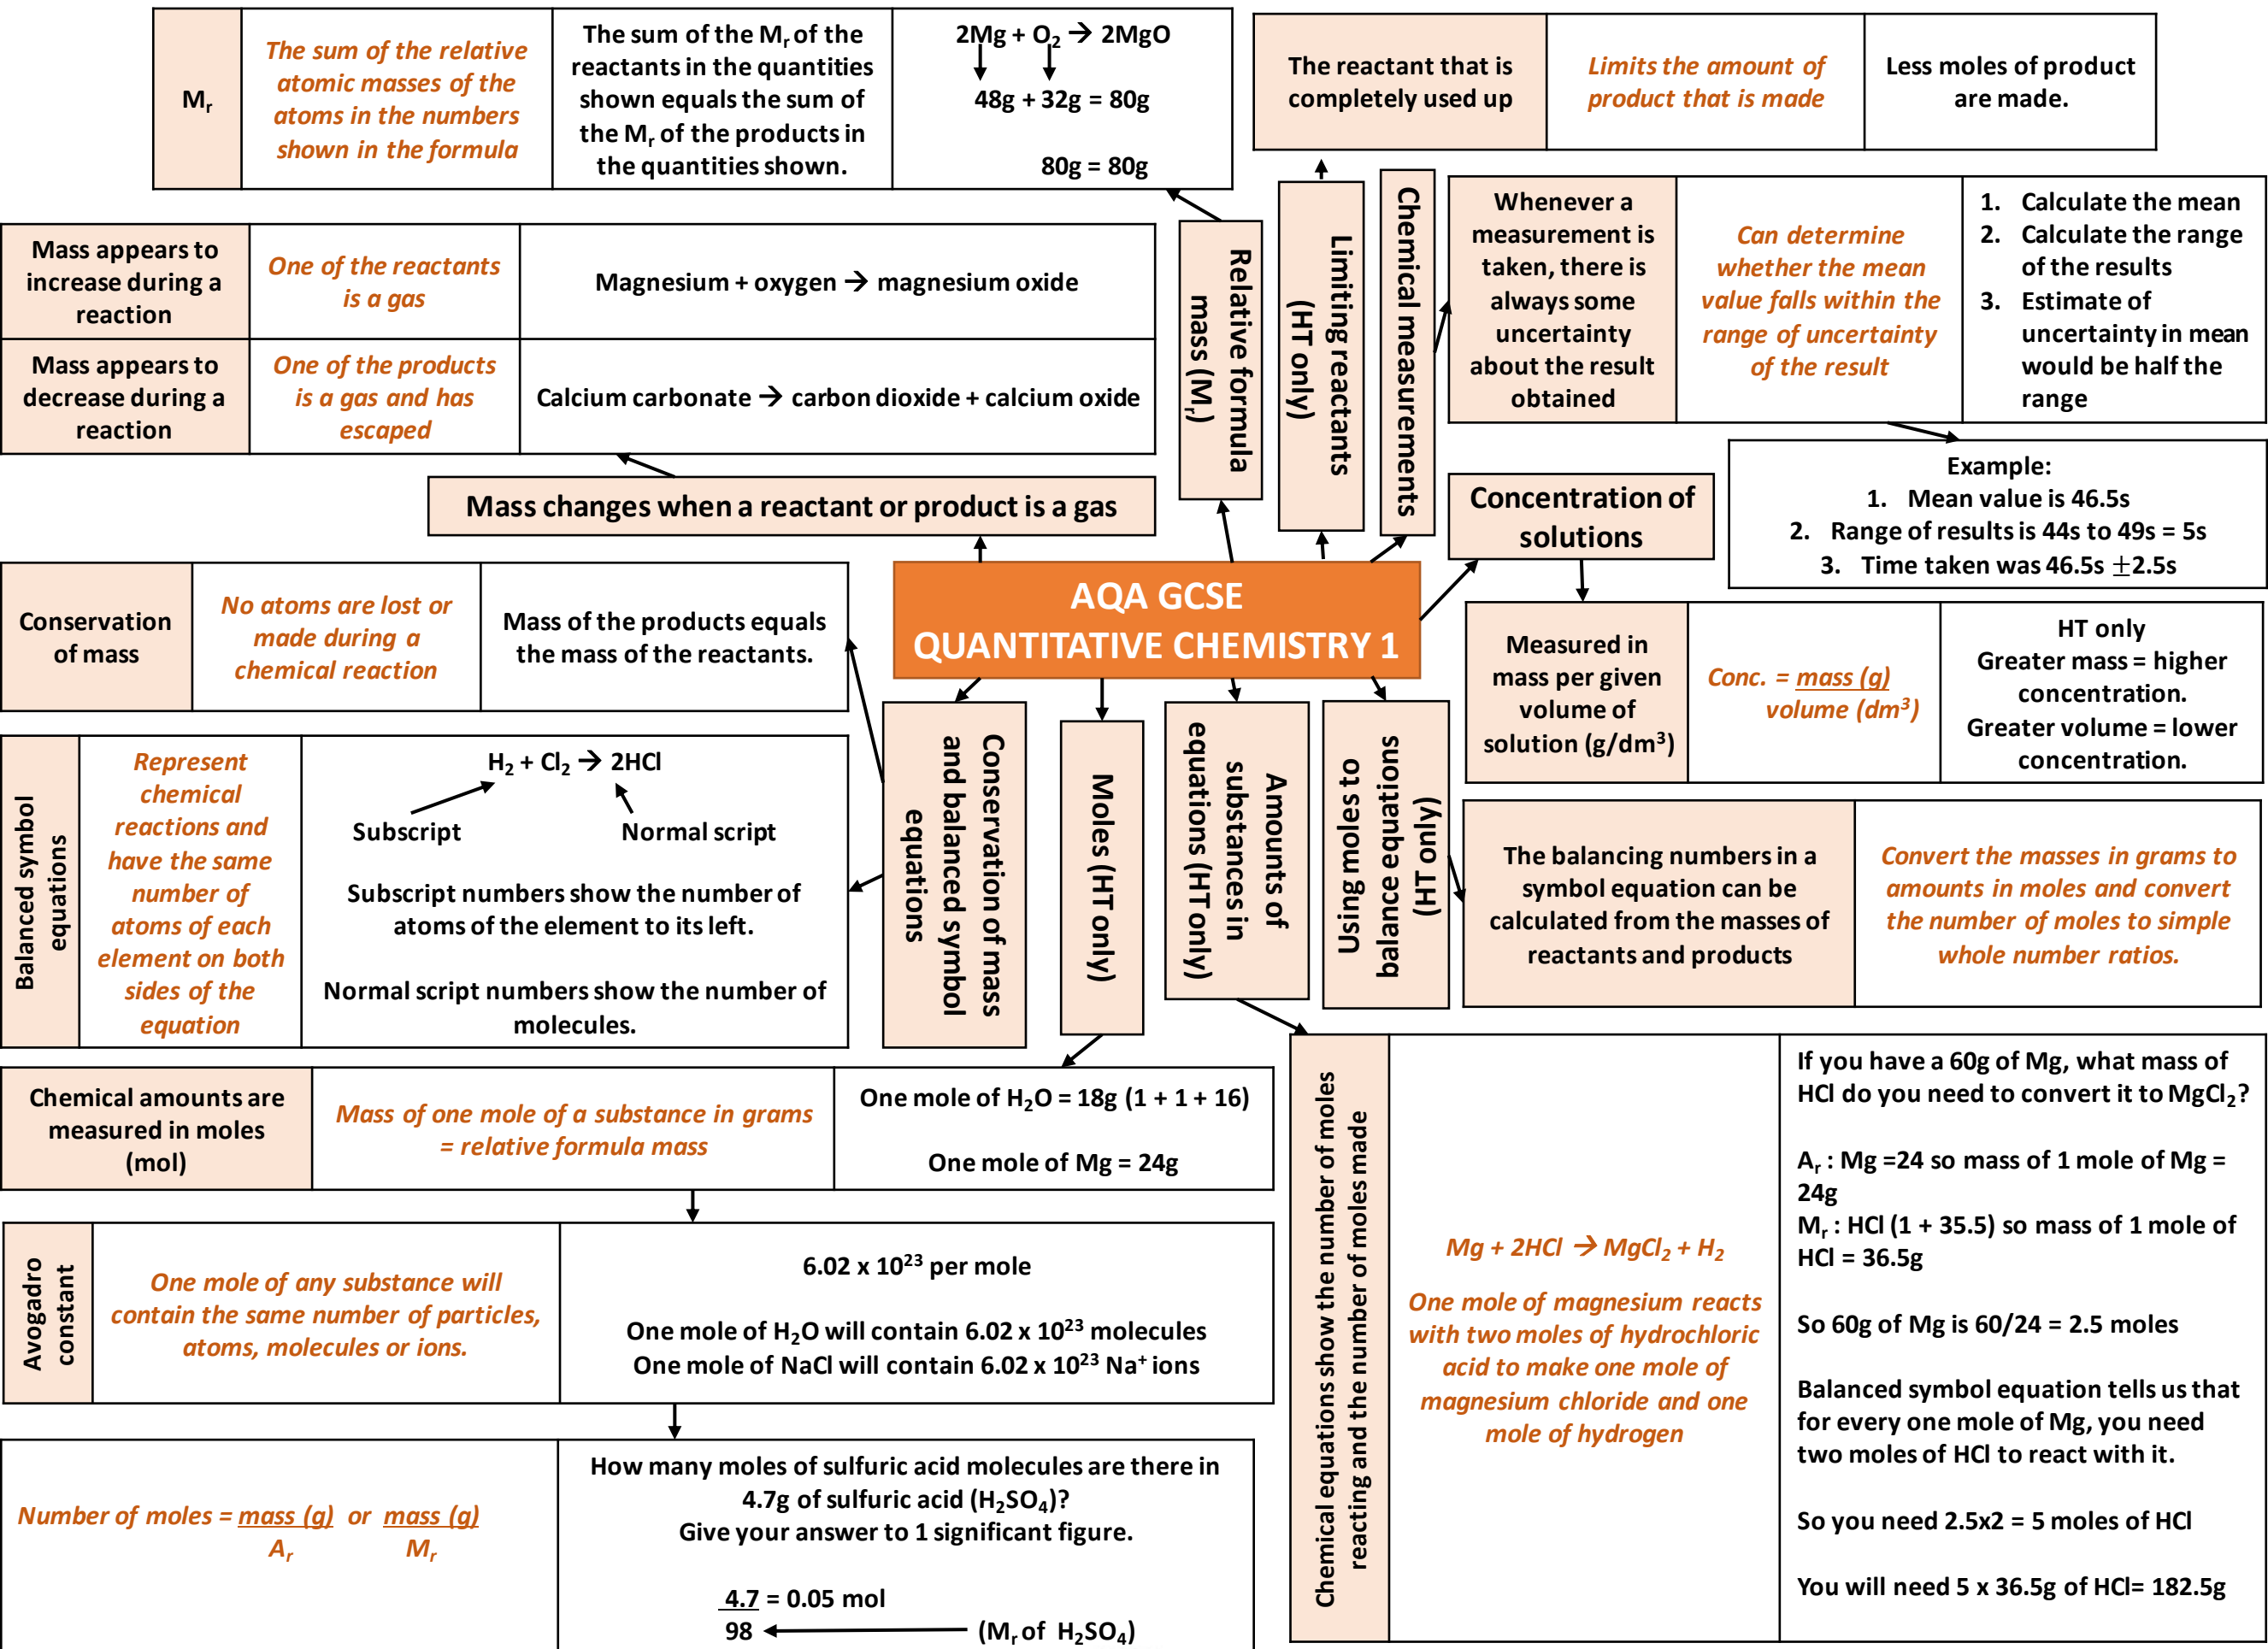 M_r
The sum of the relative
atomic masses of the
atoms in the numbers
shown in the formula
The sum of the M_r of the
reactants in the quantities
shown equals the sum of
the M_r of the products in
the quantities shown.
2Mg + O₂ → 2MgO
48g + 32g = 80g
80g = 80g
The reactant that is
completely used up
Limits the amount of
product that is made
Less moles of product
are made.
Mass appears to
increase during a
reaction
One of the reactants
is a gas
Magnesium + oxygen → magnesium oxide
Mass appears to
decrease during a
reaction
One of the products
is a gas and has
escaped
Calcium carbonate → carbon dioxide + calcium oxide
Mass changes when a reactant or product is a gas
Relative formula
mass (M_r)
Limiting reactants
(HT only)
Chemical measurements
Whenever a
measurement is
taken, there is
always some
uncertainty
about the result
obtained
Can determine
whether the mean
value falls within the
range of uncertainty
of the result
1. Calculate the mean
2. Calculate the range
of the results
3. Estimate of
uncertainty in mean
would be half the
range
Example:
1. Mean value is 46.5s
2. Range of results is 44s to 49s = 5s
3. Time taken was 46.5s ±2.5s
Concentration of
solutions
AQA GCSE
QUANTITATIVE CHEMISTRY 1
Measured in
mass per given
volume of
solution (g/dm³)
Conc. = mass (g)
volume (dm³)
HT only
Greater mass = higher
concentration.
Greater volume = lower
concentration.
Conservation
of mass
No atoms are lost or
made during a
chemical reaction
Mass of the products equals
the mass of the reactants.
Balanced symbol
equations
Represent
chemical
reactions and
have the same
number of
atoms of each
element on both
sides of the
equation
H₂ + Cl₂ → 2HCl
Subscript Normal script
Subscript numbers show the number of
atoms of the element to its left.
Normal script numbers show the number of
molecules.
Conservation of mass
and balanced symbol
equations
Moles (HT only)
Amounts of
substances in
equations (HT only)
Using moles to
balance equations
(HT only)
The balancing numbers in a
symbol equation can be
calculated from the masses of
reactants and products
Convert the masses in grams to
amounts in moles and convert
the number of moles to simple
whole number ratios.
Chemical amounts are
measured in moles
(mol)
Mass of one mole of a substance in grams
= relative formula mass
One mole of H₂O = 18g (1 + 1 + 16)
One mole of Mg = 24g
Avogadro
constant
One mole of any substance will
contain the same number of particles,
atoms, molecules or ions.
6.02 x 10²³ per mole
One mole of H₂O will contain 6.02 x 10²³ molecules
One mole of NaCl will contain 6.02 x 10²³ Na⁺ ions
Number of moles = mass (g) or mass (g)
A_r M_r
How many moles of sulfuric acid molecules are there in
4.7g of sulfuric acid (H₂SO₄)?
Give your answer to 1 significant figure.
4.7 = 0.05 mol
98 (M_r of H₂SO₄)
Chemical equations show the number of moles
reacting and the number of moles made
Mg + 2HCl → MgCl₂ + H₂
One mole of magnesium reacts
with two moles of hydrochloric
acid to make one mole of
magnesium chloride and one
mole of hydrogen
If you have a 60g of Mg, what mass of
HCl do you need to convert it to MgCl₂?
A_r : Mg =24 so mass of 1 mole of Mg =
24g
M_r : HCl (1 + 35.5) so mass of 1 mole of
HCl = 36.5g
So 60g of Mg is 60/24 = 2.5 moles
Balanced symbol equation tells us that
for every one mole of Mg, you need
two moles of HCl to react with it.
So you need 2.5x2 = 5 moles of HCl
You will need 5 x 36.5g of HCl= 182.5g